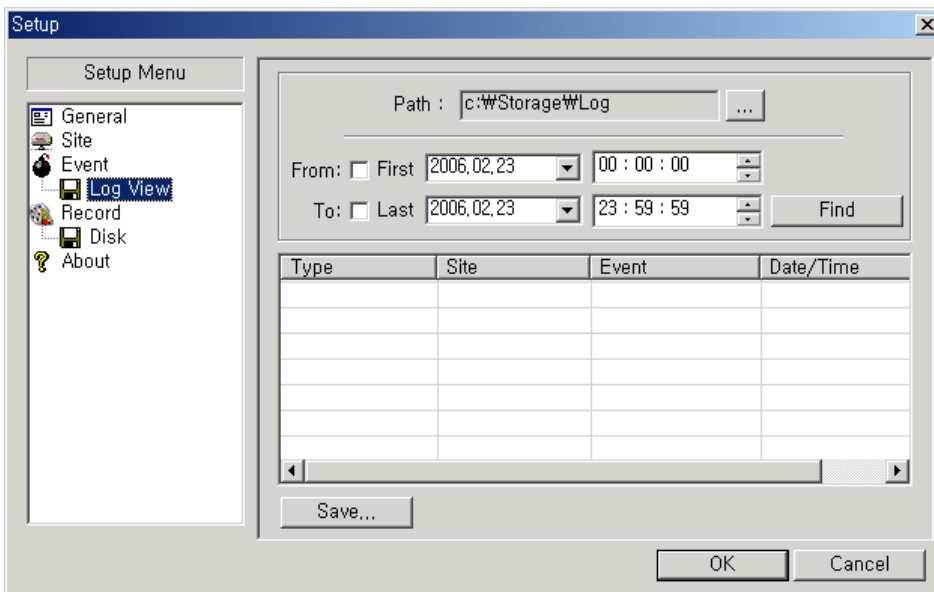 Setup
Setup Menu
General
Site
Event
Log View
Record
Disk
About
Path : c:₩Storage₩Log ...
From: First 2006,02,23 00 : 00 : 00
To: Last 2006,02,23 23 : 59 : 59 Find
Type Site Event Date/Time
Save,,,
OK Cancel